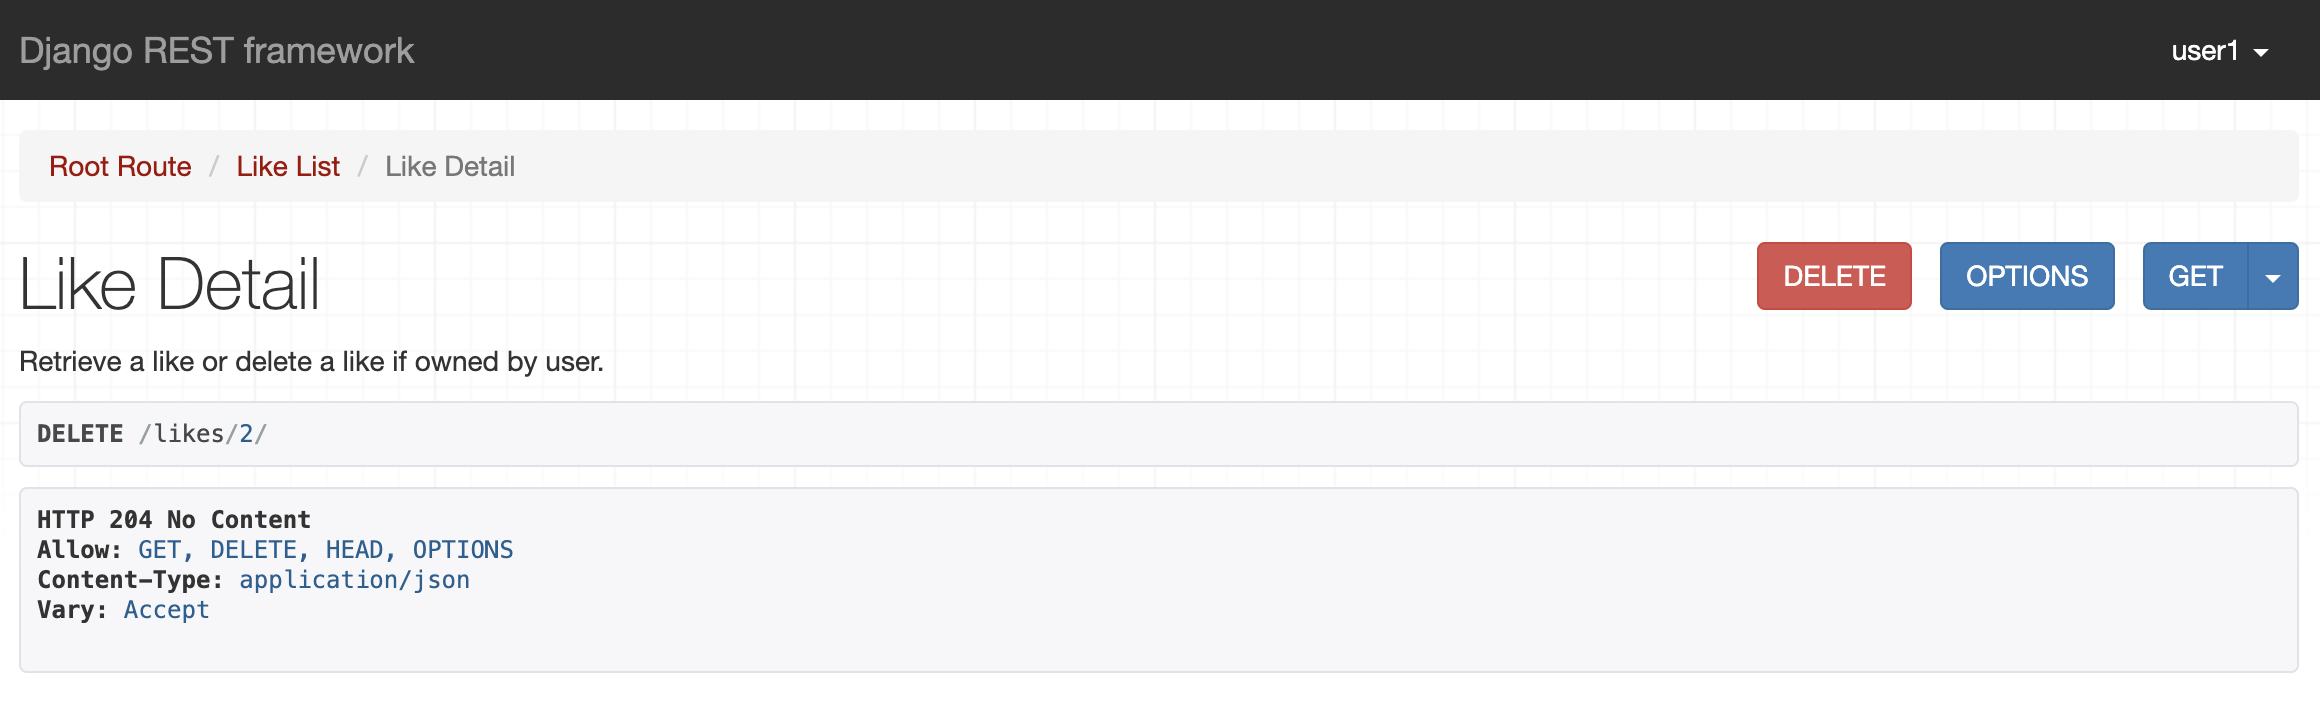 Django REST framework
user1
Root Route / Like List / Like Detail
Like Detail
DELETE
OPTIONS
GET
Retrieve a like or delete a like if owned by user.
DELETE /likes/2/
HTTP 204 No Content
Allow: GET, DELETE, HEAD, OPTIONS
Content-Type: application/json
Vary: Accept